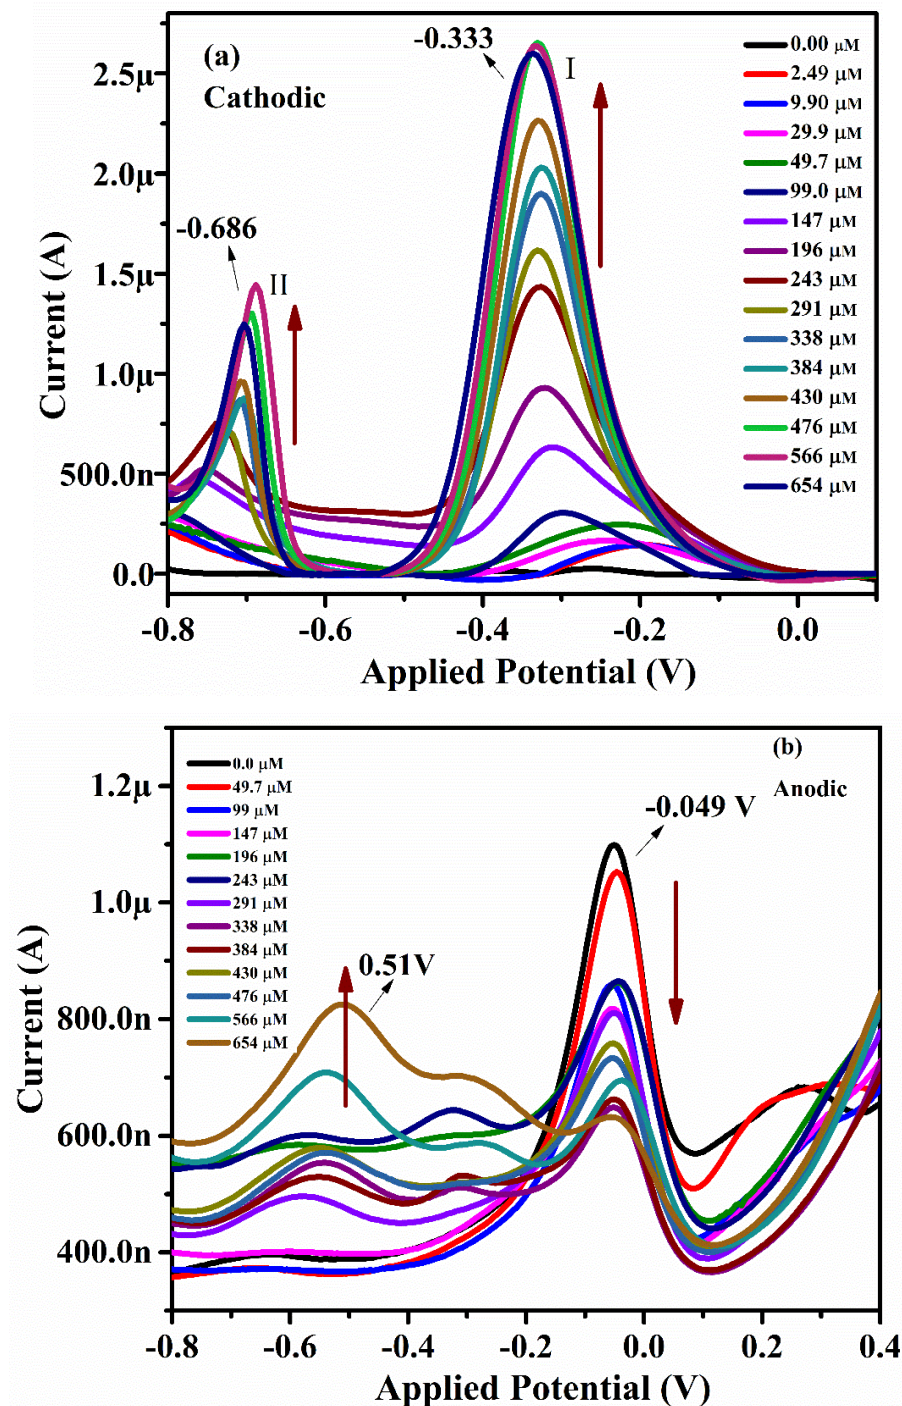 (a)
Cathodic
-0.333
I
-0.686
II
0.00 μM
2.49 μM
9.90 μM
29.9 μM
49.7 μM
99.0 μM
147 μM
196 μM
243 μM
291 μM
338 μM
384 μM
430 μM
476 μM
566 μM
654 μM
2.5μ
2.0μ
1.5μ
1.0μ
500.0n
0.0
Current (A)
-0.8 -0.6 -0.4 -0.2 0.0
Applied Potential (V)
(b)
Anodic
-0.049 V
0.51V
0.0 μM
49.7 μM
99 μM
147 μM
196 μM
243 μM
291 μM
338 μM
384 μM
430 μM
476 μM
566 μM
654 μM
1.2μ
1.0μ
800.0n
600.0n
400.0n
Current (A)
-0.8 -0.6 -0.4 -0.2 0.0 0.2 0.4
Applied Potential (V)